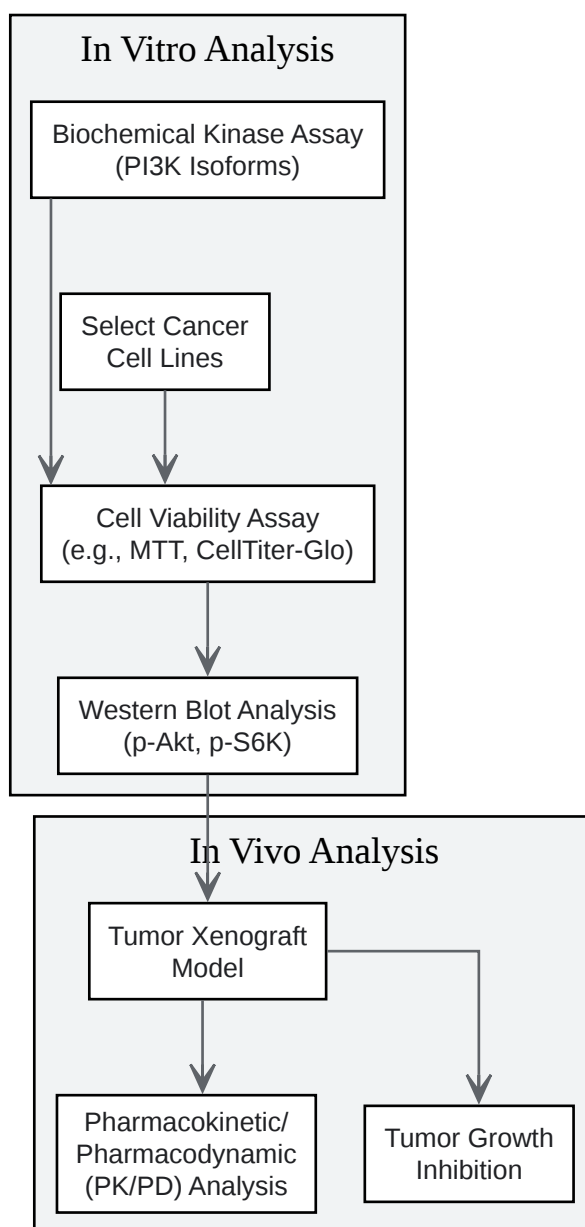 In Vitro Analysis
Biochemical Kinase Assay
(PI3K Isoforms)
Select Cancer
Cell Lines
Cell Viability Assay
(e.g., MTT, CellTiter-Glo)
Western Blot Analysis
(p-Akt, p-S6K)
In Vivo Analysis
Tumor Xenograft
Model
Pharmacokinetic/
Pharmacodynamic
(PK/PD) Analysis
Tumor Growth
Inhibition